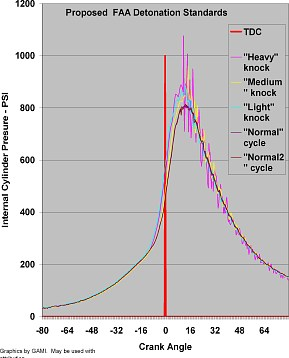 Proposed FAA Detonation Standards
1200
1000
800
600
400
200
0
Internal Cylinder Presure - PSI
TDC
"Heavy"
knock
"Medium
" knock
"Light"
knock
"Normal"
cycle
"Normal2
" cycle
-80 -64 -48 -32 -16 0 16 32 48 64
Crank Angle
Graphics by GAMI. May be used with